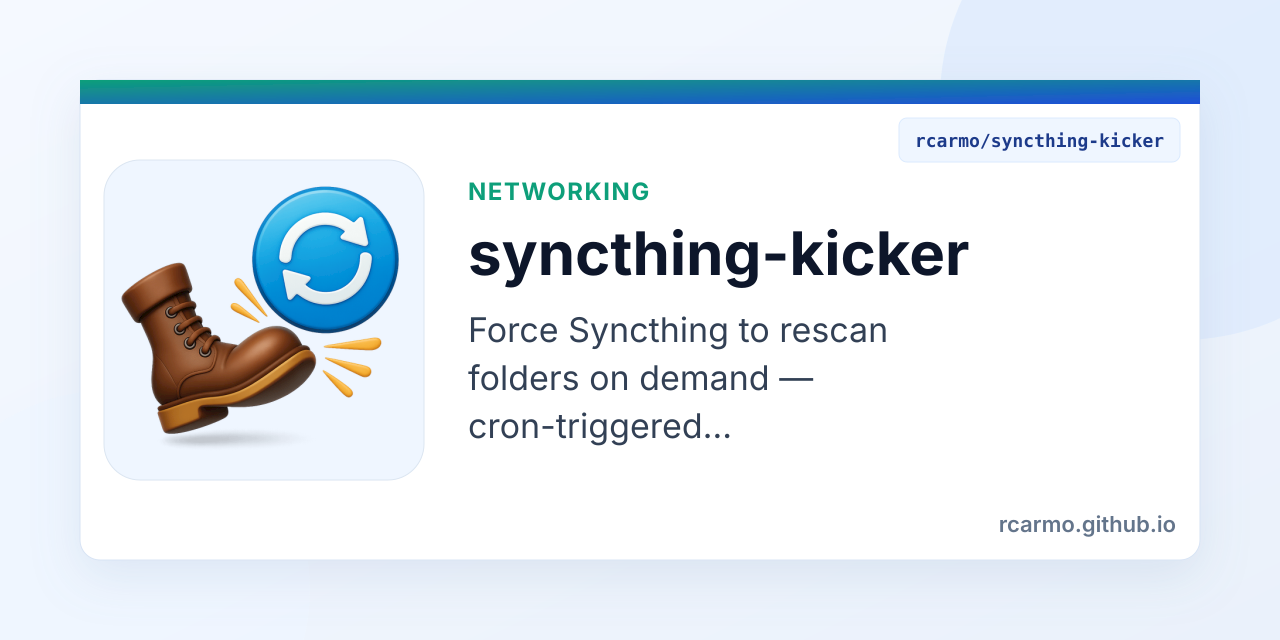 rcarmo/syncthing-kicker
NETWORKING
syncthing-kicker
Force Syncthing to rescan
folders on demand —
cron-triggered...
rcarmo.github.io